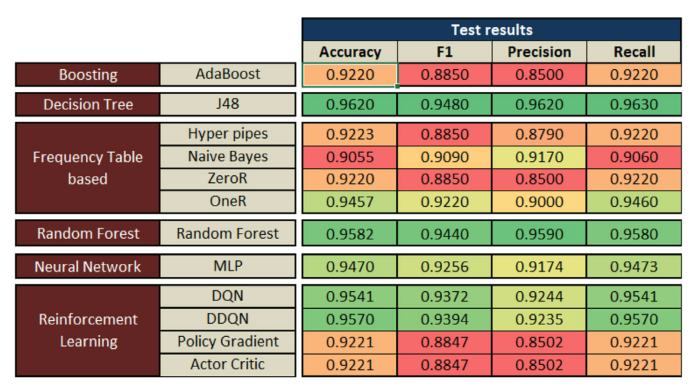 Test results
Accuracy F1 Precision Recall
Boosting AdaBoost 0.9220 0.8850 0.8500 0.9220
Decision Tree J48 0.9620 0.9480 0.9620 0.9630
Hyper pipes 0.9223 0.8850 0.8790 0.9220
Frequency Table Naive Bayes 0.9055 0.9090 0.9170 0.9060
based ZeroR 0.9220 0.8850 0.8500 0.9220
OneR 0.9457 0.9220 0.9000 0.9460
Random Forest Random Forest 0.9582 0.9440 0.9590 0.9580
Neural Network MLP 0.9470 0.9256 0.9174 0.9473
DQN 0.9541 0.9372 0.9244 0.9541
Reinforcement DDQN 0.9570 0.9394 0.9235 0.9570
Learning Policy Gradient 0.9221 0.8847 0.8502 0.9221
Actor Critic 0.9221 0.8847 0.8502 0.9221